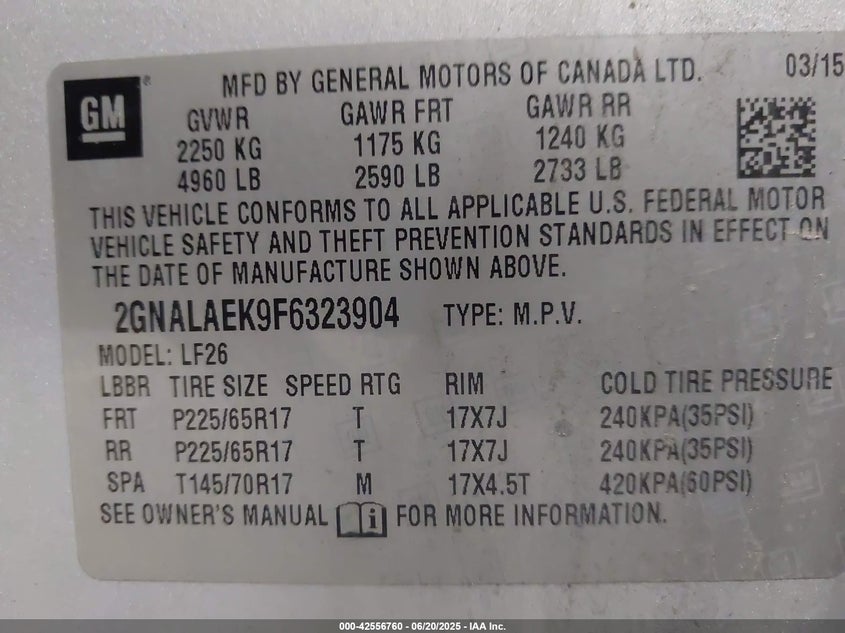 MFD BY GENERAL MOTORS OF CANADA LTD. 03/15
GM®
GVWR GAWR FRT GAWR RR
2250 KG 1175 KG 1240 KG
4960 LB 2590 LB 2733 LB
THIS VEHICLE CONFORMS TO ALL APPLICABLE U.S. FEDERAL MOTOR
VEHICLE SAFETY AND THEFT PREVENTION STANDARDS IN EFFECT ON
THE DATE OF MANUFACTURE SHOWN ABOVE.
2GNALAEK9F6323904 TYPE: M.P.V.
MODEL: LF26
LBBR TIRE SIZE SPEED RTG RIM COLD TIRE PRESSURE
FRT P225/65R17 T 17X7J 240KPA(35PSI)
RR P225/65R17 T 17X7J 240KPA(35PSI)
SPA T145/70R17 M 17X4.5T 420KPA(60PSI)
SEE OWNER'S MANUAL i FOR MORE INFORMATION.
000-42556760 - 06/20/2025 - IAA Inc.